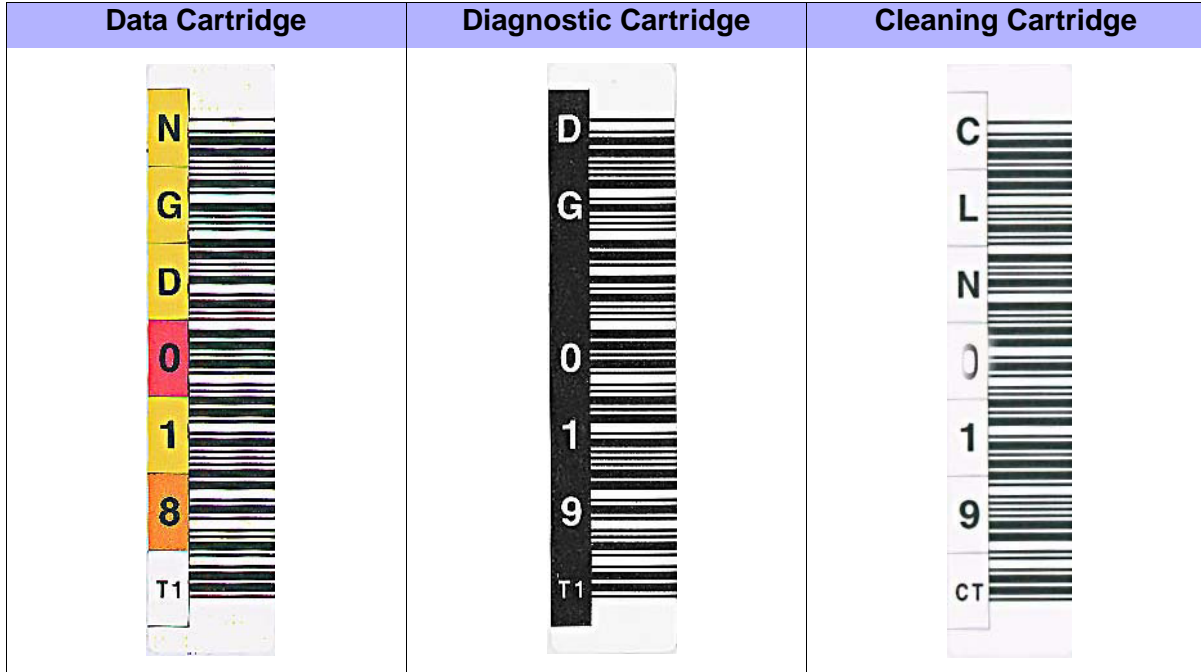 Data Cartridge
Diagnostic Cartridge
Cleaning Cartridge
N
G
D
0
1
8
T1
D
G
0
1
9
T1
C
L
N
0
1
9
CT